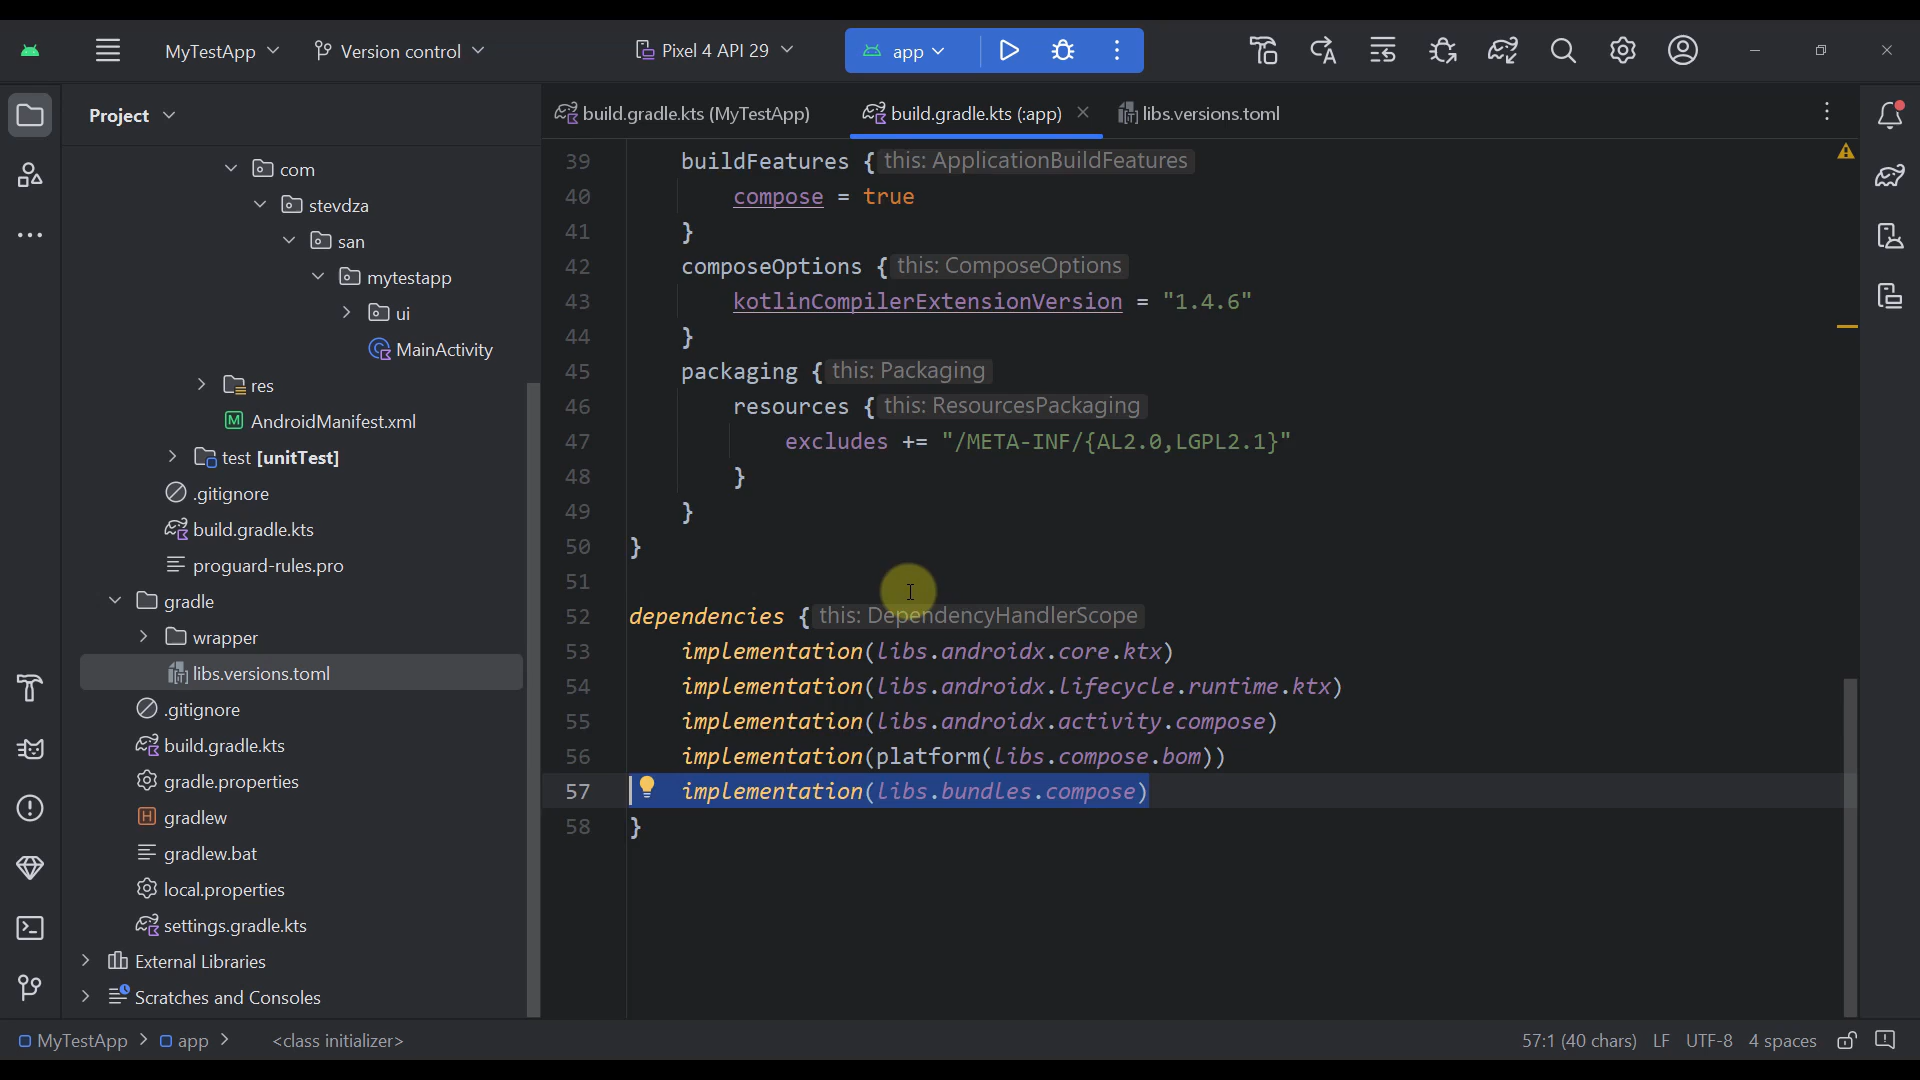 MyTestApp
Version control
Pixel 4 API 29
app
Project
build.gradle.kts (MyTestApp)
build.gradle.kts (:app)
libs.versions.toml
com
stevdza
san
mytestapp
ui
MainActivity
res
AndroidManifest.xml
test [unitTest]
.gitignore
build.gradle.kts
proguard-rules.pro
gradle
wrapper
libs.versions.toml
.gitignore
build.gradle.kts
gradle.properties
gradlew
gradlew.bat
local.properties
settings.gradle.kts
External Libraries
Scratches and Consoles
39 buildFeatures { this: ApplicationBuildFeatures
40 compose = true
41 }
42 composeOptions { this: ComposeOptions
43 kotlinCompilerExtensionVersion = "1.4.6"
44 }
45 packaging { this: Packaging
46 resources { this: ResourcesPackaging
47 excludes += "/META-INF/{AL2.0,LGPL2.1}"
48 }
49 }
50 }
51
52 dependencies { this: DependencyHandlerScope
53 implementation(libs.androidx.core.ktx)
54 implementation(libs.androidx.lifecycle.runtime.ktx)
55 implementation(libs.androidx.activity.compose)
56 implementation(platform(libs.compose.bom))
57 implementation(libs.bundles.compose)
58 }
MyTestApp > app > <class initializer>
57:1 (40 chars) LF UTF-8 4 spaces